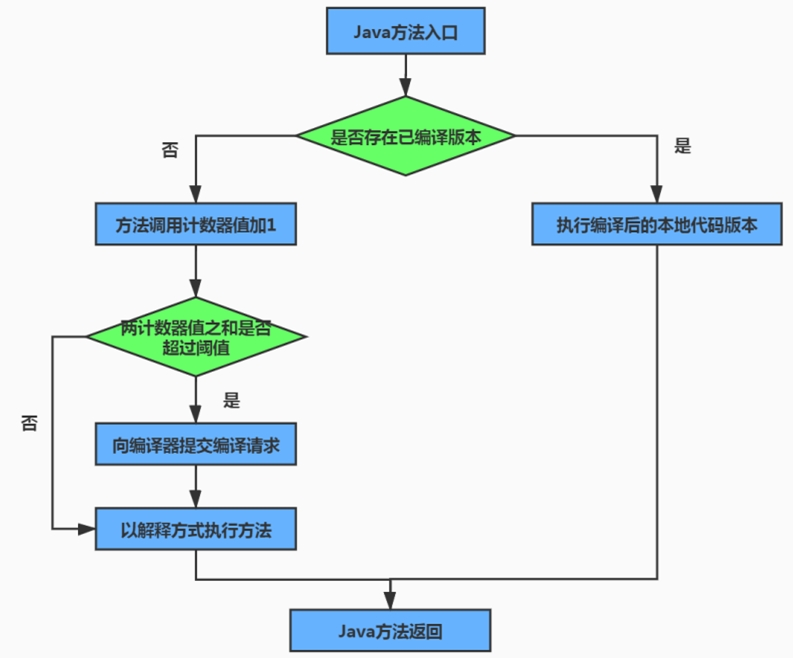 Java方法入口
是否存在已编译版本
否
是
方法调用计数器值加1
执行编译后的本地代码版本
两计数器值之和是否
超过阈值
是
否
向编译器提交编译请求
以解释方式执行方法
Java方法返回